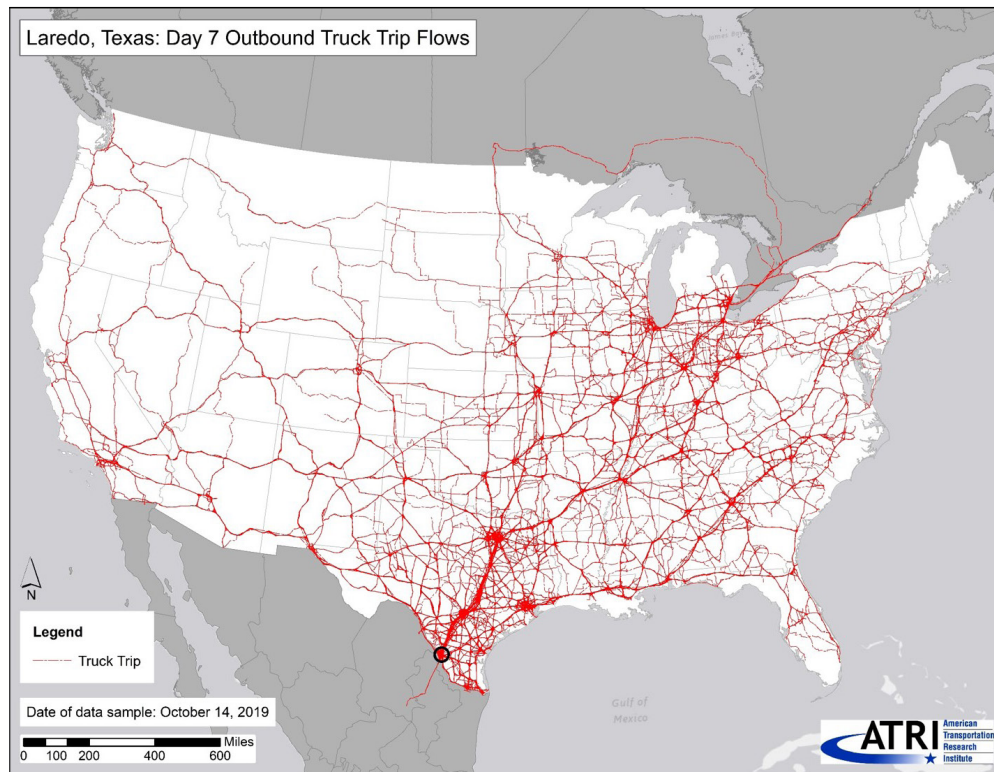 Laredo, Texas: Day 7 Outbound Truck Trip Flows
N
Legend
Truck Trip
Date of data sample: October 14, 2019
Miles
0 100 200 400 600
Gulf of
Mexico
ATRI
American
Transportation
Research
Institute